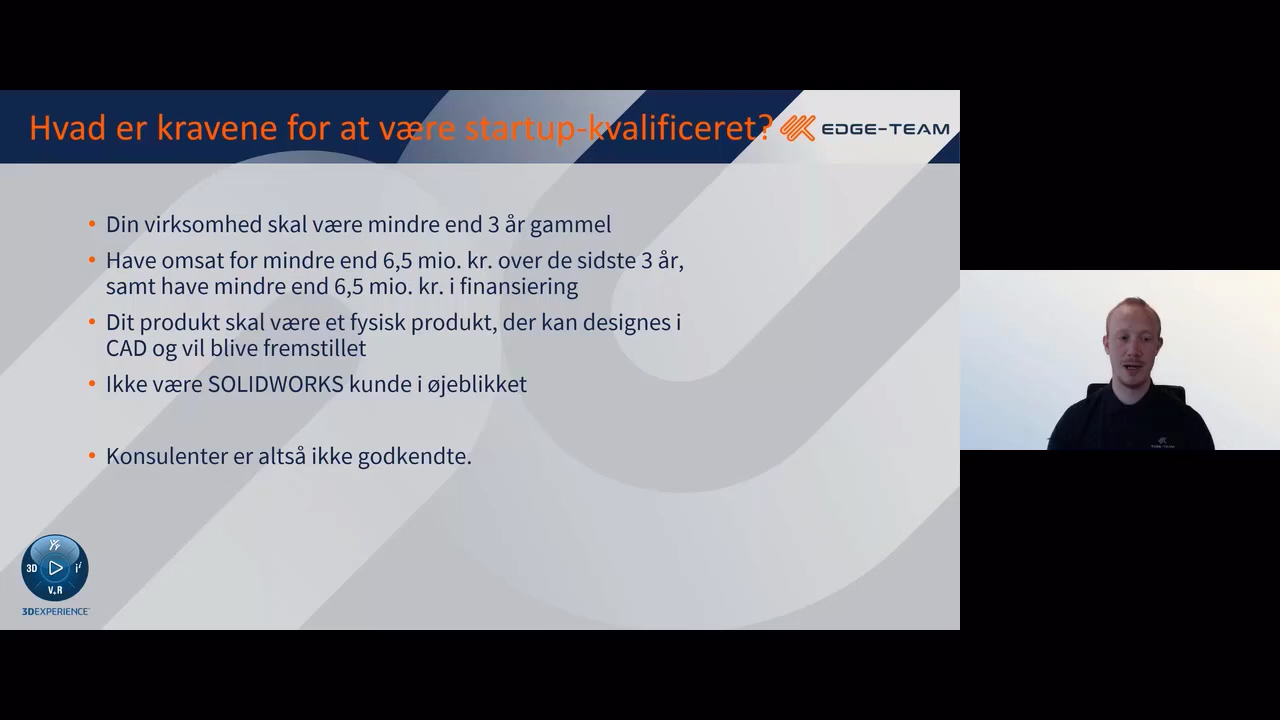 Hvad er kravene for at være startup-kvalificeret?
EDGE-TEAM
• Din virksomhed skal være mindre end 3 år gammel
• Have omsat for mindre end 6,5 mio. kr. over de sidste 3 år,
samt have mindre end 6,5 mio. kr. i finansiering
• Dit produkt skal være et fysisk produkt, der kan designes i
CAD og vil blive fremstillet
• Ikke være SOLIDWORKS kunde i øjeblikket
• Konsulenter er altså ikke godkendte.
3D
V.R
3DEXPERIENCE